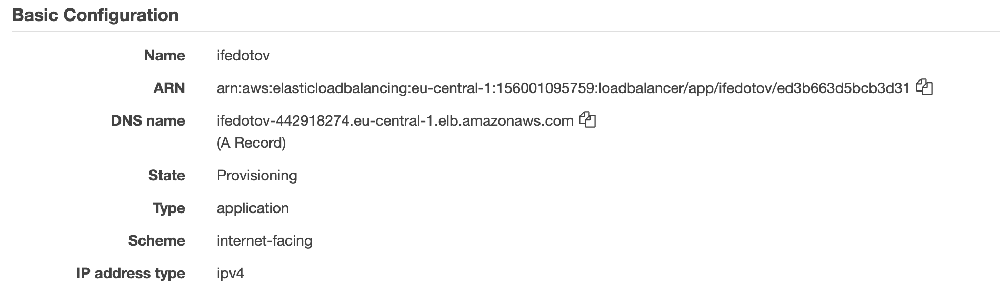 Basic Configuration
Name ifedotov
ARN arn:aws:elasticloadbalancing:eu-central-1:156001095759:loadbalancer/app/ifedotov/ed3b663d5bcb3d31
DNS name ifedotov-442918274.eu-central-1.elb.amazonaws.com
(A Record)
State Provisioning
Type application
Scheme internet-facing
IP address type ipv4